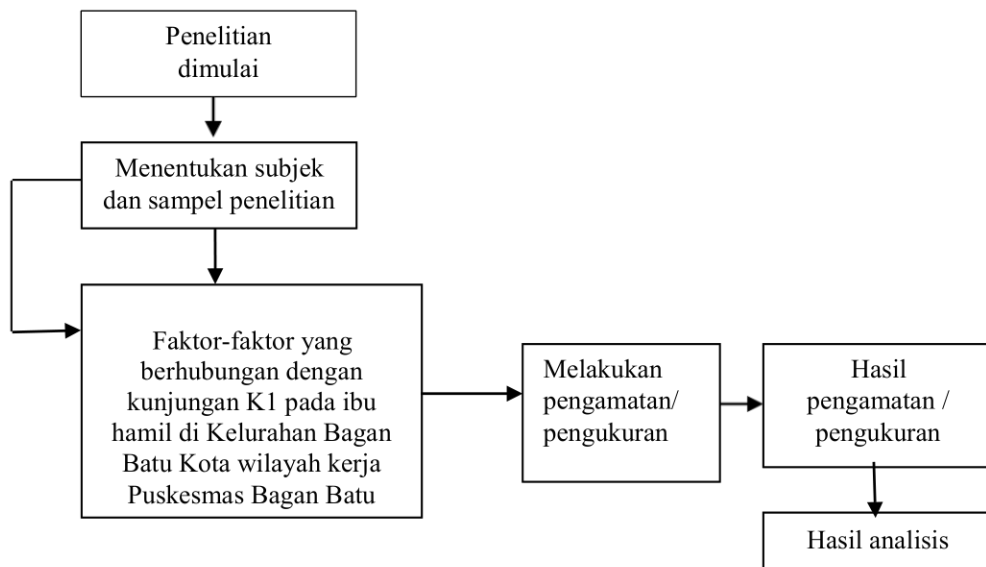 Penelitian
dimulai
Menentukan subjek
dan sampel penelitian
Faktor-faktor yang
berhubungan dengan
kunjungan K1 pada ibu
hamil di Kelurahan Bagan
Batu Kota wilayah kerja
Puskesmas Bagan Batu
Melakukan
pengamatan/
pengukuran
Hasil
pengamatan /
pengukuran
Hasil analisis